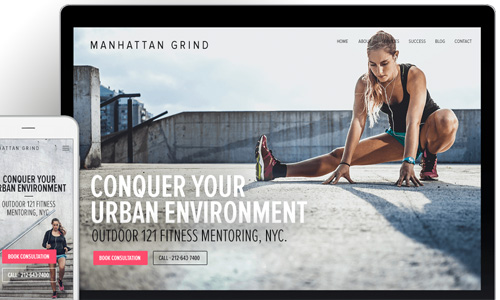 MANHATTAN GRIND
HOME ABOUT SERVICES SUCCESS BLOG CONTACT
CONQUER YOUR
URBAN ENVIRONMENT
OUTDOOR 121 FITNESS MENTORING, NYC.
BOOK CONSULTATION CALL - 212-643-7400
HATTAN GRIND
CONQUER YOUR
URBAN ENVIRONMENT
OUTDOOR 121 FITNESS
MENTORING, NYC.
BOOK CONSULTATION
CALL - 212-643-7400